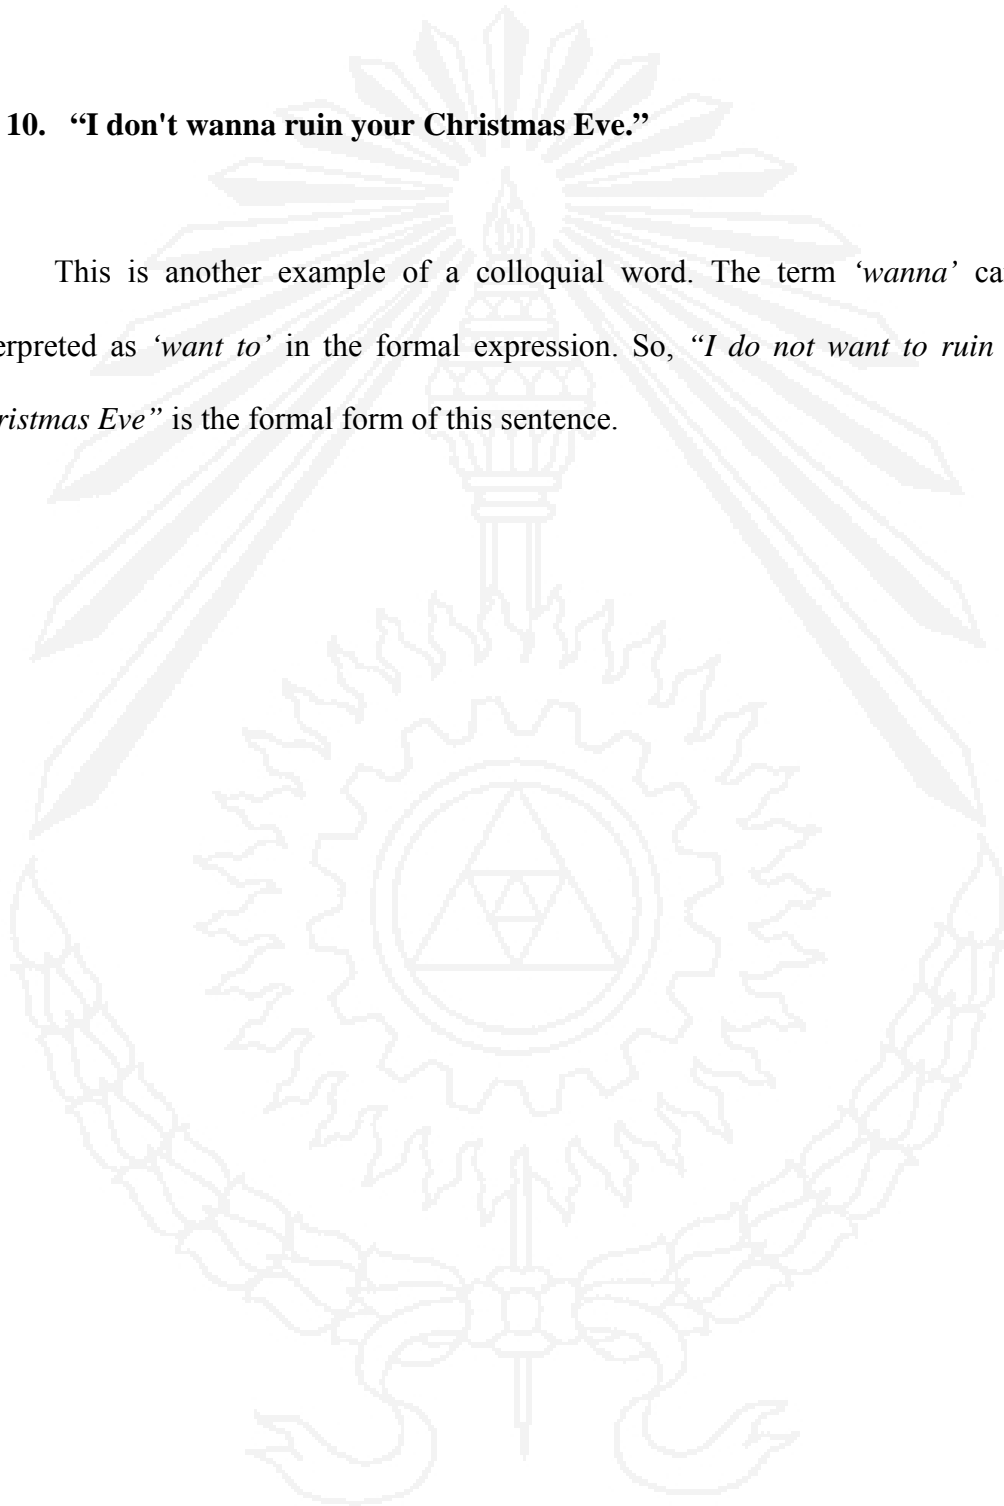 10. “I don't wanna ruin your Christmas Eve.”
This is another example of a colloquial word. The term ‘wanna’ ca
erpreted as ‘want to’ in the formal expression. So, “I do not want to ruin
ristmas Eve” is the formal form of this sentence.